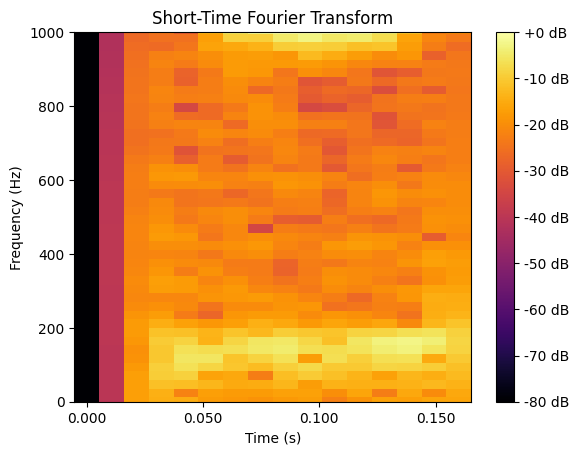 Short-Time Fourier Transform
1000
800
600
400
200
0
Frequency (Hz)
0.000
0.050
0.100
0.150
Time (s)
+0 dB
-10 dB
-20 dB
-30 dB
-40 dB
-50 dB
-60 dB
-70 dB
-80 dB